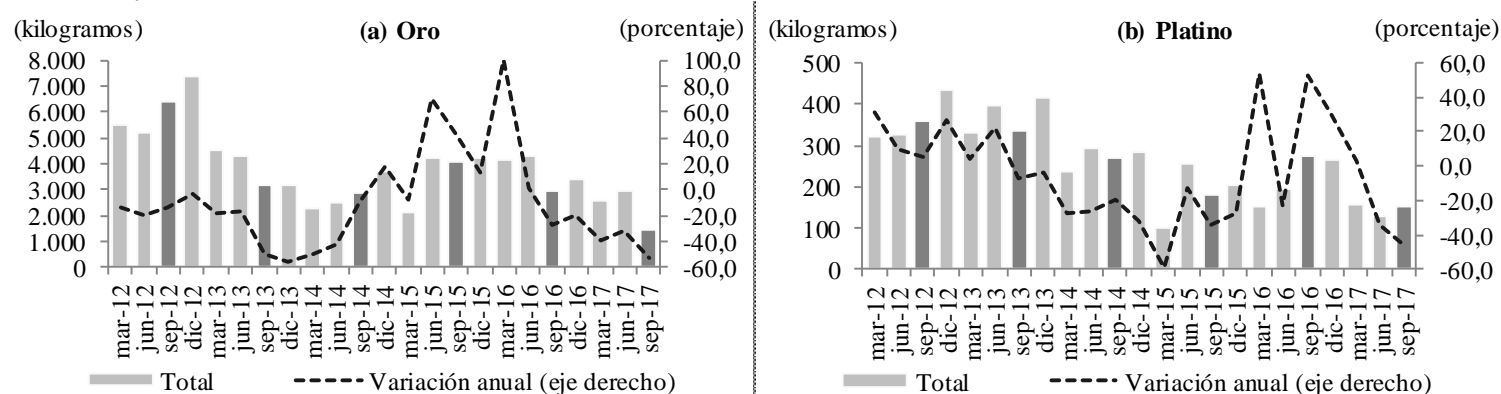 (kilogramos) (a) Oro (porcentaje)
8.000
7.000
6.000
5.000
4.000
3.000
2.000
1.000
0
100,0
80,0
60,0
40,0
20,0
0,0
-20,0
-40,0
-60,0
mar-12
jun-12
sep-12
dic-12
mar-13
jun-13
sep-13
dic-13
mar-14
jun-14
sep-14
dic-14
mar-15
jun-15
sep-15
dic-15
mar-16
jun-16
sep-16
dic-16
mar-17
jun-17
sep-17
Total Variación anual (eje derecho)
(kilogramos) (b) Platino (porcentaje)
500
400
300
200
100
0
60,0
40,0
20,0
0,0
-20,0
-40,0
-60,0
mar-12
jun-12
sep-12
dic-12
mar-13
jun-13
sep-13
dic-13
mar-14
jun-14
sep-14
dic-14
mar-15
jun-15
sep-15
dic-15
mar-16
jun-16
sep-16
dic-16
mar-17
jun-17
sep-17
Total Variación anual (eje derecho)